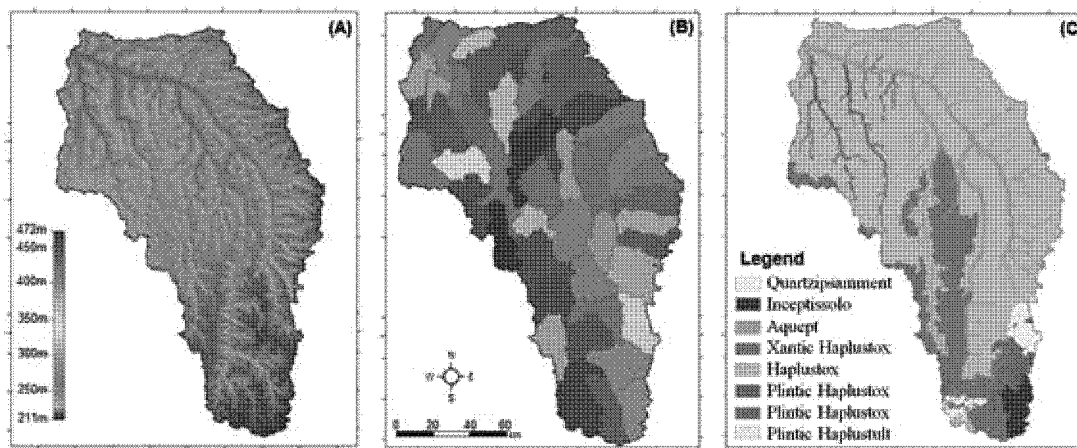 (A)
(B)
(C)
472m
450m
400m
350m
300m
250m
211m
N
W E
S
0 20 40 60
km
Legend
Quartzipsamment
Inceptissolo
Aquept
Xantic Haplustox
Haplustox
Plintic Haplustox
Plintic Haplustox
Plintic Haplustult